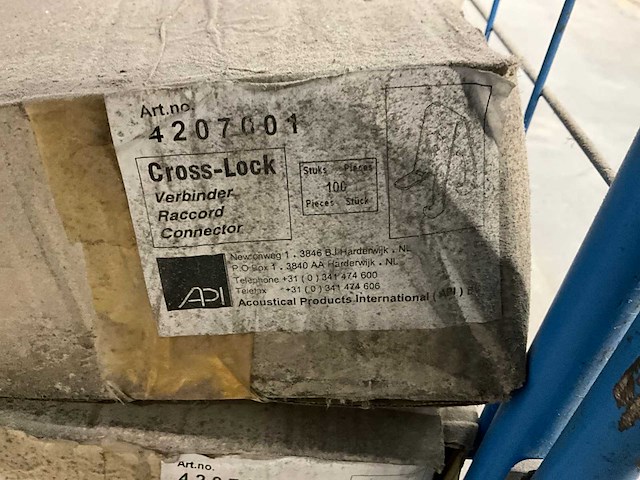 Art.no.
4207001
Cross-Lock
Verbinder
Raccord
Connector
Stuks Pieces
100
Pieces Stück
API
Newtonweg 1 . 3846 BJ Harderwijk . NL
P.O.Box 1 . 3840 AA Harderwijk . NL
Telephone +31 (0) 341 474 600
Telefax +31 (0) 341 474 606
Acoustical Products International (API)
Art.no.